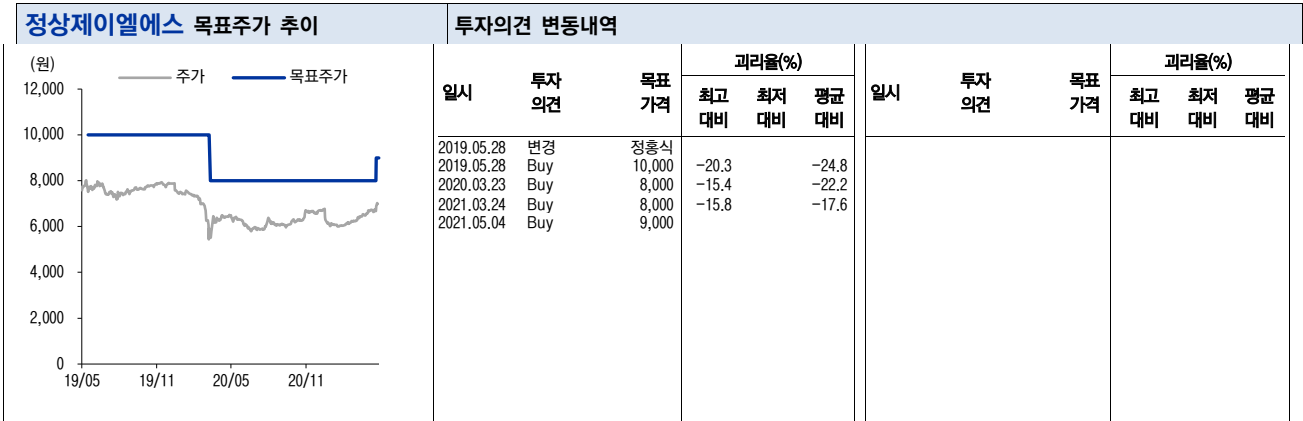 정상제이엘에스 목표주가 추이
투자의견 변동내역
(원)
주가
목표주가
12,000
10,000
8,000
6,000
4,000
2,000
0
19/05 19/11 20/05 20/11
일시 투자의견 목표가격 괴리율(%)
최고대비 최저대비 평균대비
2019.05.28 변경 정홍식
2019.05.28 Buy 10,000 -20.3 -24.8
2020.03.23 Buy 8,000 -15.4 -22.2
2021.03.24 Buy 8,000 -15.8 -17.6
2021.05.04 Buy 9,000
일시 투자의견 목표가격 괴리율(%)
최고대비 최저대비 평균대비